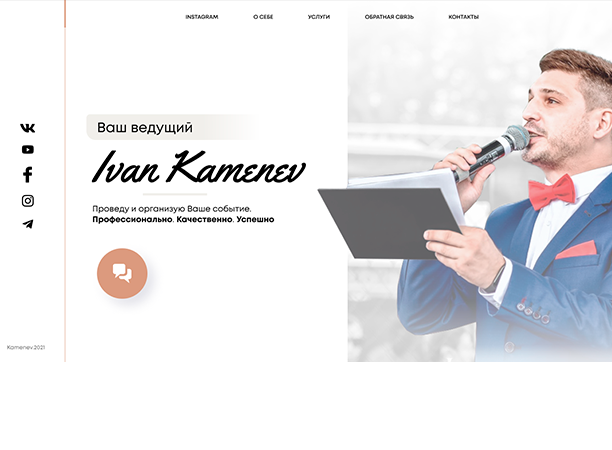 INSTAGRAM
О СЕБЕ
УСЛУГИ
ОБРАТНАЯ СВЯЗЬ
КОНТАКТЫ
Ваш ведущий
Ivan Kamenev
Проведу и организую Ваше событие.
Профессионально. Качественно. Успешно
Kamenev 2021